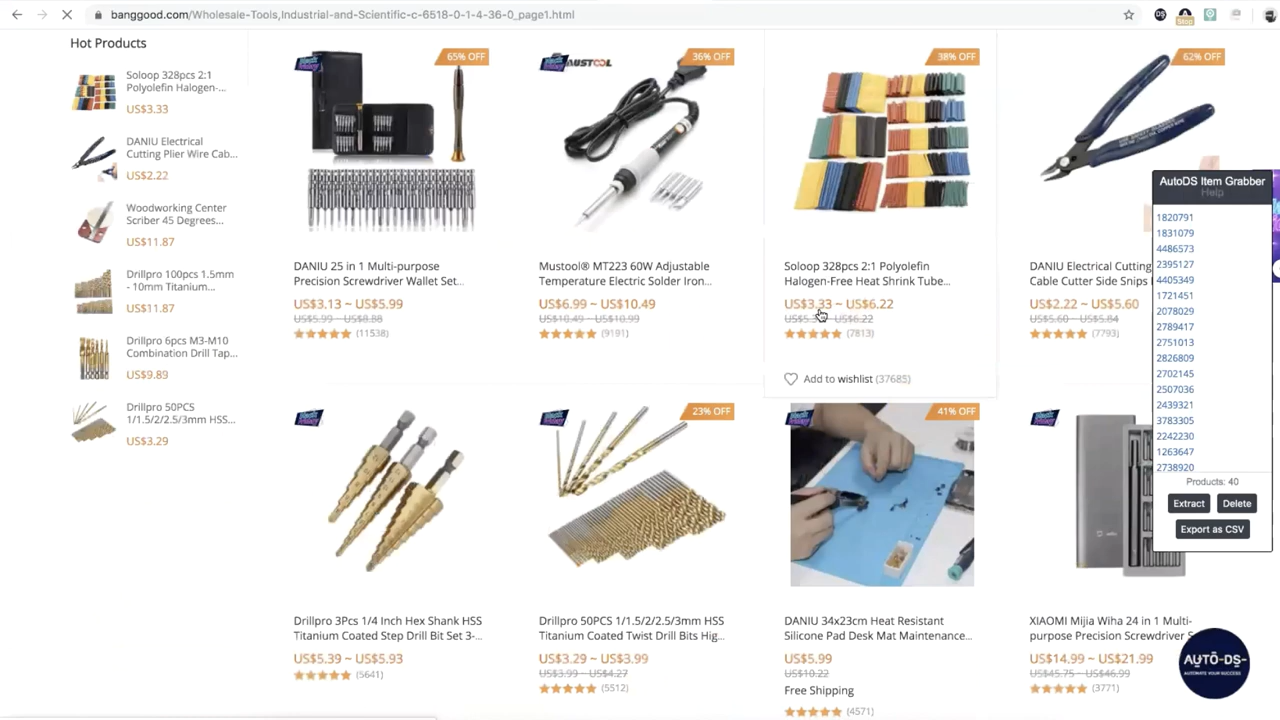 banggood.com/Wholesale-Tools,Industrial-and-Scientific-c-6518-0-1-4-36-0_page1.html
DS
Stop
Hot Products
Soloop 328pcs 2:1
Polyolefin Halogen-...
US$3.33
DANIU Electrical
Cutting Plier Wire Cab...
US$2.22
Woodworking Center
Scriber 45 Degrees...
US$11.87
Drillpro 100pcs 1.5mm
- 10mm Titanium...
US$11.87
Drillpro 6pcs M3-M10
Combination Drill Tap...
US$9.89
Drillpro 50PCS
1/1.5/2/2.5/3mm HSS...
US$3.29
65% OFF
DANIU 25 in 1 Multi-purpose
Precision Screwdriver Wallet Set...
US$3.13 ~ US$5.99
US$5.99 ~ US$8.88
(11538)
MUSTOOL
36% OFF
Mustool® MT223 60W Adjustable
Temperature Electric Solder Iron...
US$6.99 ~ US$10.49
US$10.49 ~ US$10.99
(9191)
38% OFF
Soloop 328pcs 2:1 Polyolefin
Halogen-Free Heat Shrink Tube...
US$3.33 ~ US$6.22
US$6.22
(7813)
Add to wishlist (37685)
62% OFF
DANIU Electrical Cutting
Cable Cutter Side Snips
US$2.22 ~ US$5.60
US$5.60 ~ US$5.84
(7793)
Drillpro 3Pcs 1/4 Inch Hex Shank HSS
Titanium Coated Step Drill Bit Set 3-...
US$5.39 ~ US$5.93
(5641)
23% OFF
Drillpro 50PCS 1/1.5/2/2.5/3mm HSS
Titanium Coated Twist Drill Bits Hig...
US$3.29 ~ US$3.99
US$3.99 ~ US$4.27
(5512)
41% OFF
DANIU 34x23cm Heat Resistant
Silicone Pad Desk Mat Maintenance...
US$5.99
US$10.22
Free Shipping
(4571)
XIAOMI Mijia Wiha 24 in 1 Multi-
purpose Precision Screwdriver S
US$14.99 ~ US$21.99
US$45.75 ~ US$46.99
(3771)
AutoDS Item Grabber
Help
1820791
1831079
4486573
2395127
4405349
1721451
2078029
2789417
2751013
2826809
2702145
2507036
2439321
3783305
2242230
1263647
2738920
Products: 40
Extract
Delete
Export as CSV
AUTO-DS-
AUTOMATE YOUR SUCCESS